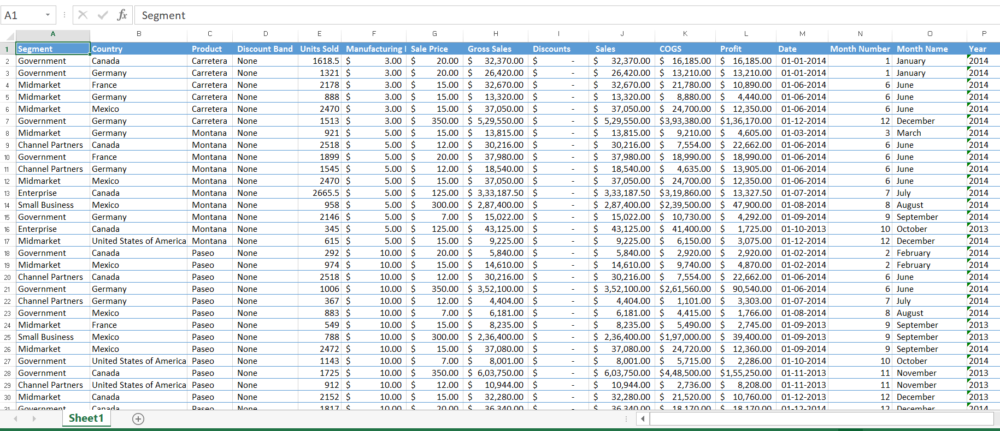 A1 fx Segment
A B C D E F G H I J K L M N O P
1 Segment Country Product Discount Band Units Sold Manufacturing Sale Price Gross Sales Discounts Sales COGS Profit Date Month Number Month Name Year
2 Government Canada Carretera None 1618.5 $ 3.00 $ 20.00 $ 32,370.00 $ - $ 32,370.00 $ 16,185.00 $ 16,185.00 01-01-2014 1 January 2014
3 Government Germany Carretera None 1321 $ 3.00 $ 20.00 $ 26,420.00 $ - $ 26,420.00 $ 13,210.00 $ 13,210.00 01-01-2014 1 January 2014
4 Midmarket France Carretera None 2178 $ 3.00 $ 15.00 $ 32,670.00 $ - $ 32,670.00 $ 21,780.00 $ 10,890.00 01-06-2014 6 June 2014
5 Midmarket Germany Carretera None 888 $ 3.00 $ 15.00 $ 13,320.00 $ - $ 13,320.00 $ 8,880.00 $ 4,440.00 01-06-2014 6 June 2014
6 Midmarket Mexico Carretera None 2470 $ 3.00 $ 15.00 $ 37,050.00 $ - $ 37,050.00 $ 24,700.00 $ 12,350.00 01-06-2014 6 June 2014
7 Government Germany Carretera None 1513 $ 3.00 $ 350.00 $ 5,29,550.00 $ - $ 5,29,550.00 $3,93,380.00 $1,36,170.00 01-12-2014 12 December 2014
8 Midmarket Germany Montana None 921 $ 5.00 $ 15.00 $ 13,815.00 $ - $ 13,815.00 $ 9,210.00 $ 4,605.00 01-03-2014 3 March 2014
9 Channel Partners Canada Montana None 2518 $ 5.00 $ 12.00 $ 30,216.00 $ - $ 30,216.00 $ 7,554.00 $ 22,662.00 01-06-2014 6 June 2014
10 Government France Montana None 1899 $ 5.00 $ 20.00 $ 37,980.00 $ - $ 37,980.00 $ 18,990.00 $ 18,990.00 01-06-2014 6 June 2014
11 Channel Partners Germany Montana None 1545 $ 5.00 $ 12.00 $ 18,540.00 $ - $ 18,540.00 $ 4,635.00 $ 13,905.00 01-06-2014 6 June 2014
12 Midmarket Mexico Montana None 2470 $ 5.00 $ 15.00 $ 37,050.00 $ - $ 37,050.00 $ 24,700.00 $ 12,350.00 01-06-2014 6 June 2014
13 Enterprise Canada Montana None 2665.5 $ 5.00 $ 125.00 $ 3,33,187.50 $ - $ 3,33,187.50 $3,19,860.00 $ 13,327.50 01-07-2014 7 July 2014
14 Small Business Mexico Montana None 958 $ 5.00 $ 300.00 $ 2,87,400.00 $ - $ 2,87,400.00 $2,39,500.00 $ 47,900.00 01-08-2014 8 August 2014
15 Government Germany Montana None 2146 $ 5.00 $ 7.00 $ 15,022.00 $ - $ 15,022.00 $ 10,730.00 $ 4,292.00 01-09-2014 9 September 2014
16 Enterprise Canada Montana None 345 $ 5.00 $ 125.00 $ 43,125.00 $ - $ 43,125.00 $ 41,400.00 $ 1,725.00 01-10-2013 10 October 2013
17 Midmarket United States of America Montana None 615 $ 5.00 $ 15.00 $ 9,225.00 $ - $ 9,225.00 $ 6,150.00 $ 3,075.00 01-12-2014 12 December 2014
18 Government Canada Paseo None 292 $ 10.00 $ 20.00 $ 5,840.00 $ - $ 5,840.00 $ 2,920.00 $ 2,920.00 01-02-2014 2 February 2014
19 Midmarket Mexico Paseo None 974 $ 10.00 $ 15.00 $ 14,610.00 $ - $ 14,610.00 $ 9,740.00 $ 4,870.00 01-02-2014 2 February 2014
20 Channel Partners Canada Paseo None 2518 $ 10.00 $ 12.00 $ 30,216.00 $ - $ 30,216.00 $ 7,554.00 $ 22,662.00 01-06-2014 6 June 2014
21 Government Germany Paseo None 1006 $ 10.00 $ 350.00 $ 3,52,100.00 $ - $ 3,52,100.00 $2,61,560.00 $ 90,540.00 01-06-2014 6 June 2014
22 Channel Partners Germany Paseo None 367 $ 10.00 $ 12.00 $ 4,404.00 $ - $ 4,404.00 $ 1,101.00 $ 3,303.00 01-07-2014 7 July 2014
23 Government Mexico Paseo None 883 $ 10.00 $ 7.00 $ 6,181.00 $ - $ 6,181.00 $ 4,415.00 $ 1,766.00 01-08-2014 8 August 2014
24 Midmarket France Paseo None 549 $ 10.00 $ 15.00 $ 8,235.00 $ - $ 8,235.00 $ 5,490.00 $ 2,745.00 01-09-2013 9 September 2013
25 Small Business Mexico Paseo None 788 $ 10.00 $ 300.00 $ 2,36,400.00 $ - $ 2,36,400.00 $1,97,000.00 $ 39,400.00 01-09-2013 9 September 2013
26 Midmarket Mexico Paseo None 2472 $ 10.00 $ 15.00 $ 37,080.00 $ - $ 37,080.00 $ 24,720.00 $ 12,360.00 01-09-2014 9 September 2014
27 Government United States of America Paseo None 1143 $ 10.00 $ 7.00 $ 8,001.00 $ - $ 8,001.00 $ 5,715.00 $ 2,286.00 01-10-2014 10 October 2014
28 Government Canada Paseo None 1725 $ 10.00 $ 350.00 $ 6,03,750.00 $ - $ 6,03,750.00 $4,48,500.00 $1,55,250.00 01-11-2013 11 November 2013
29 Channel Partners United States of America Paseo None 912 $ 10.00 $ 12.00 $ 10,944.00 $ - $ 10,944.00 $ 2,736.00 $ 8,208.00 01-11-2013 11 November 2013
30 Midmarket Canada Paseo None 2152 $ 10.00 $ 15.00 $ 32,280.00 $ - $ 32,280.00 $ 21,520.00 $ 10,760.00 01-12-2013 12 December 2013
31 Government Canada Paseo None 1817 $ 10.00 $ 20.00 $ 36,340.00 $ - $ 36,340.00 $ 18,170.00 $ 18,170.00 01-12-2014 12 December 2014
Sheet1